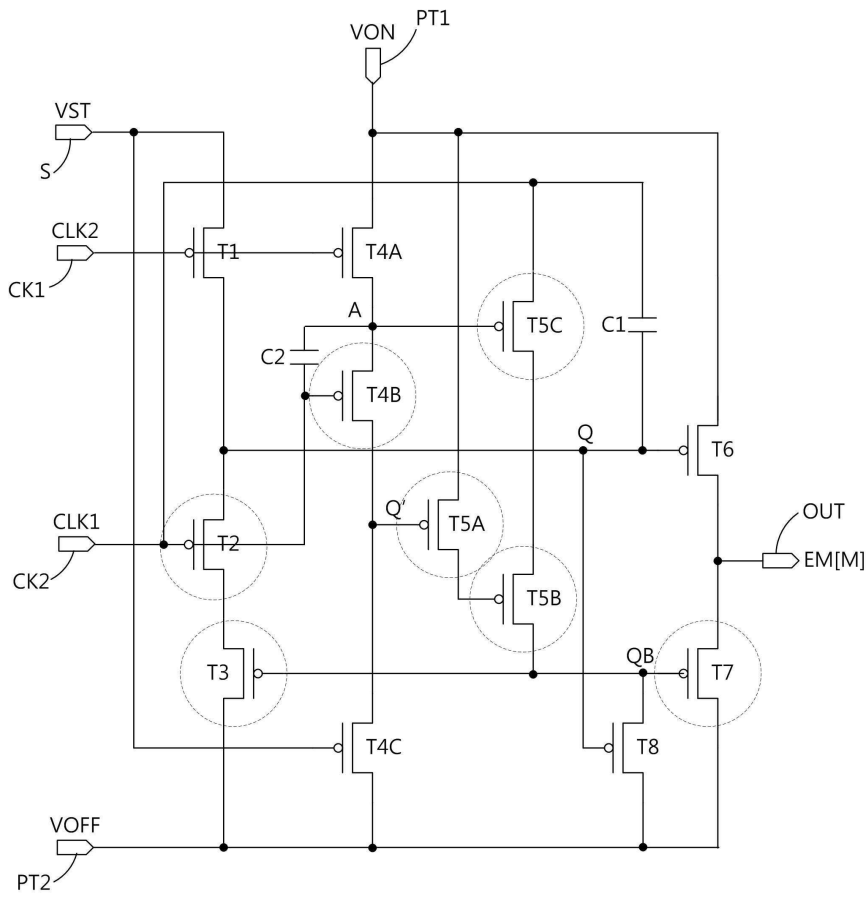 PT1
VON
VST
S
CLK2
CK1
T1
T4A
A
T5C
C1
C2
T4B
Q
T6
Q'
T5A
CLK1
CK2
T2
OUT
EM[M]
T5B
T3
QB
T7
T4C
T8
VOFF
PT2